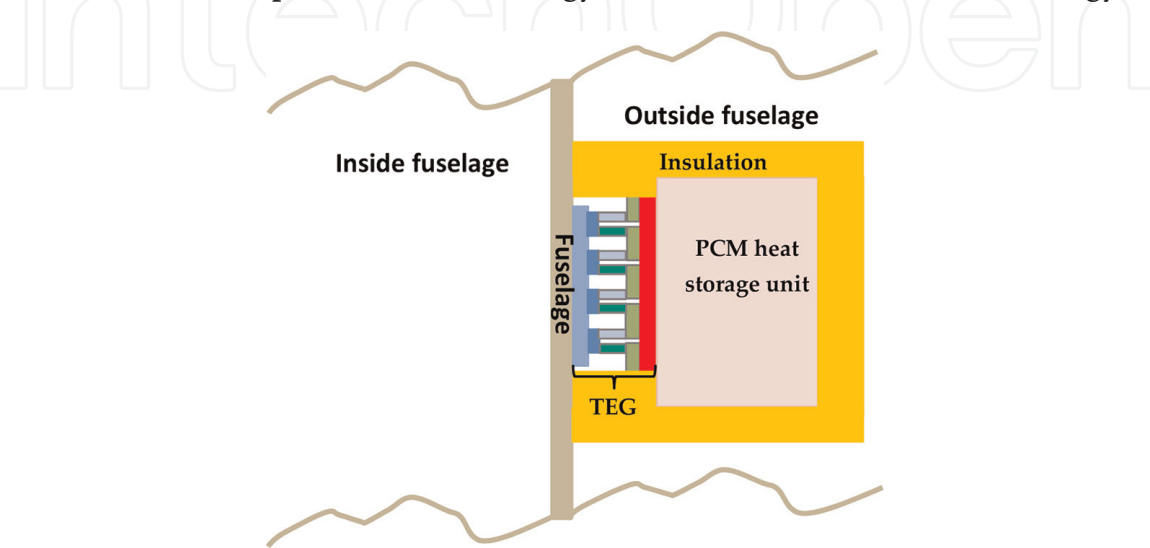 Outside fuselage
Inside fuselage
Insulation
Fuselage
PCM heat
storage unit
TEG